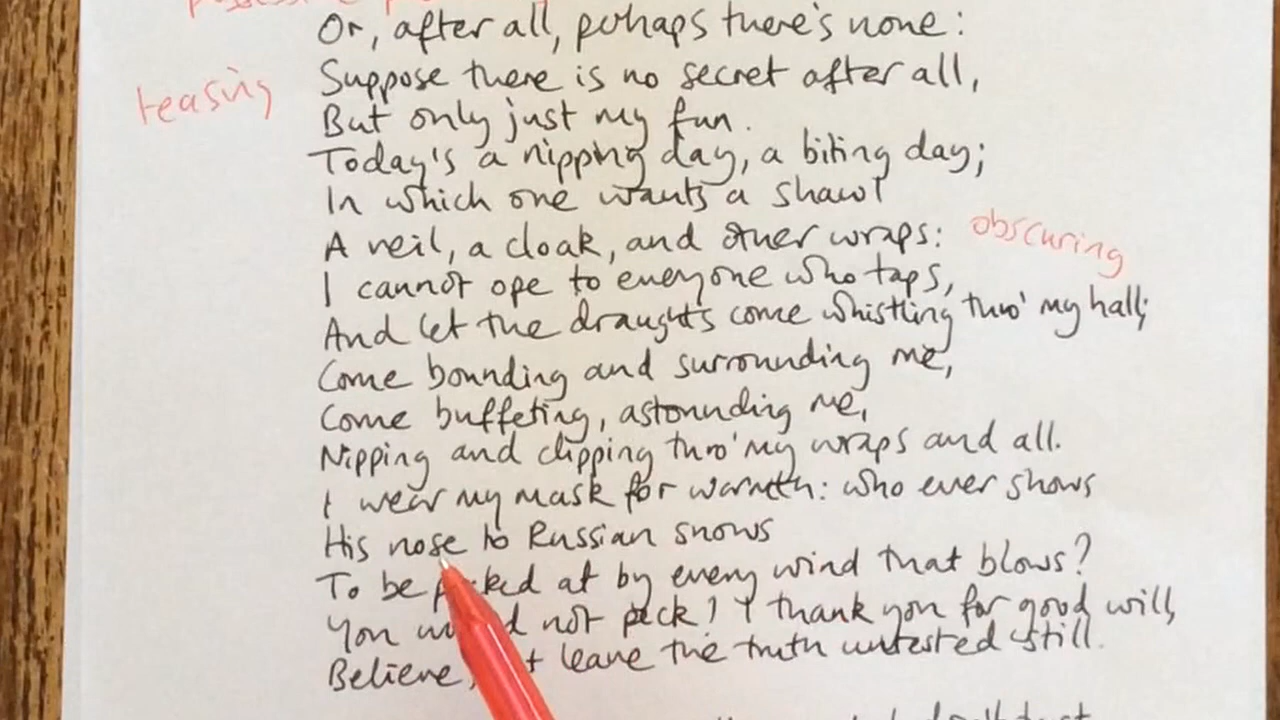 Or, after all, perhaps there's none:
teasing
Suppose there is no secret after all,
But only just my fun.
Today's a nipping day, a biting day;
In which one wants a shawl
A veil, a cloak, and other wraps:
obscuring
I cannot ope to everyone who taps,
And let the draughts come whistling thro' my hall;
Come bounding and surrounding me,
Come buffeting, astounding me,
Nipping and clipping thro' my wraps and all.
I wear my mask for warmth: who ever shows
His nose to Russian snows
To be at by every wind that blows?
You not peck! I thank you for good will,
Believe, leave the truth untested still.